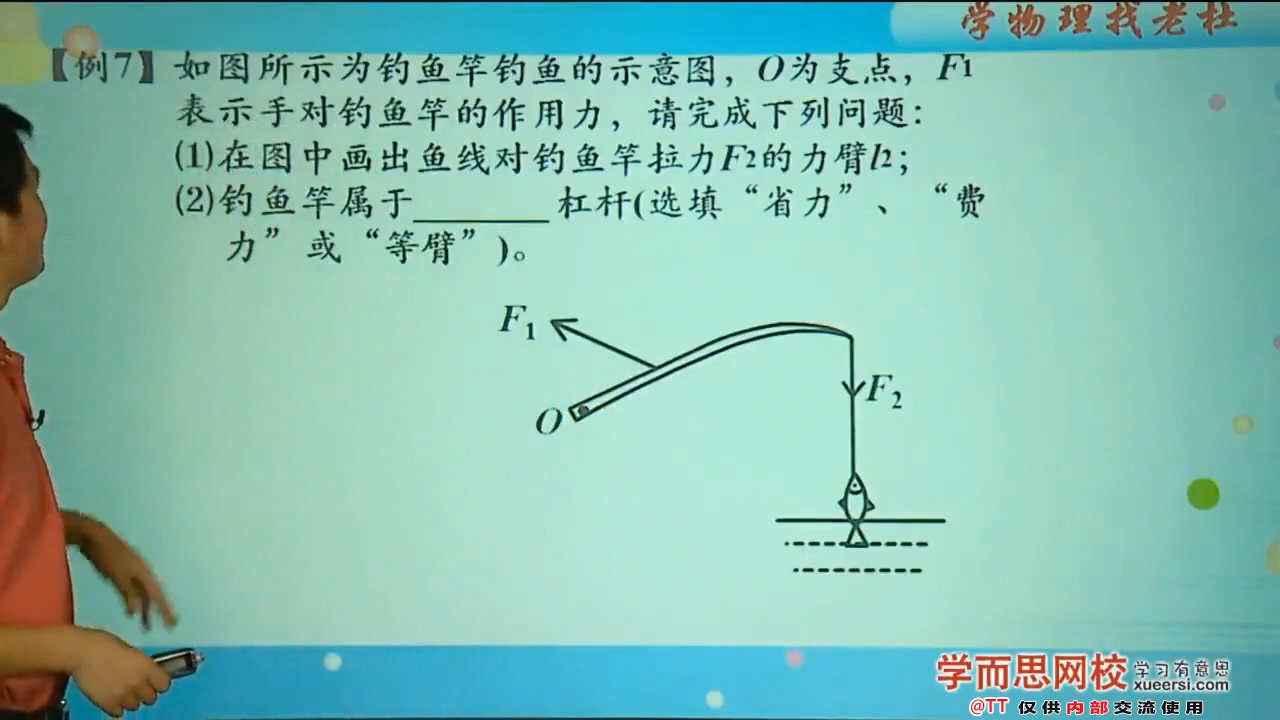 学物理找老杜
【例7】如图所示为钓鱼竿钓鱼的示意图，O为支点，F1
表示手对钓鱼竿的作用力，请完成下列问题：
(1)在图中画出鱼线对钓鱼竿拉力F2的力臂l2；
(2)钓鱼竿属于________杠杆(选填“省力”、“费
力”或“等臂”)。
F1
F2
O
学而思网校 学习有意思
xueersi.com
@TT 仅供内部交流使用